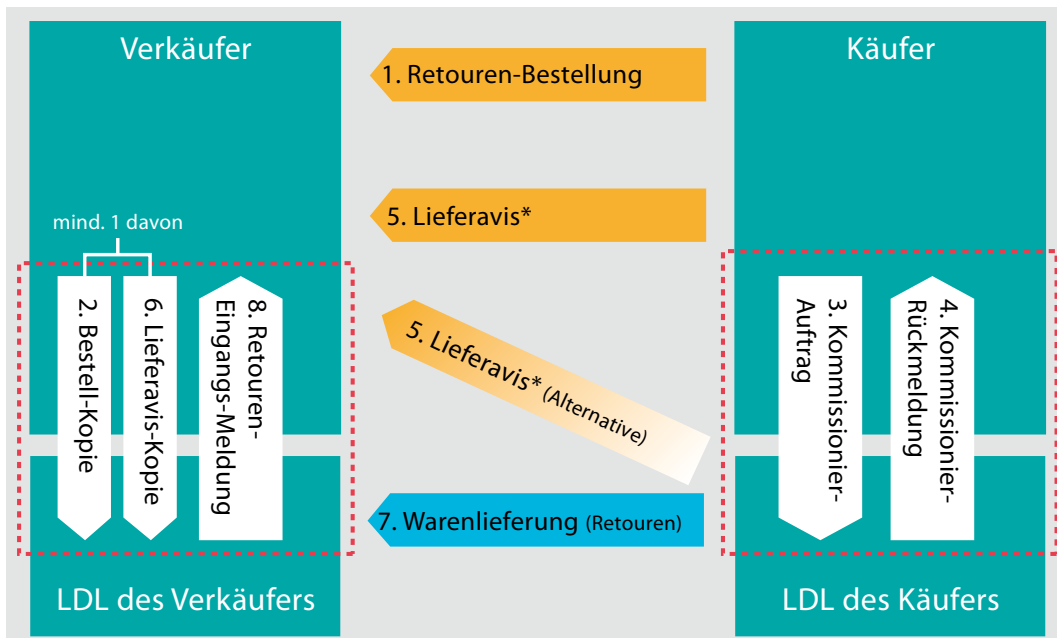 Verkäufer
Käufer
1. Retouren-Bestellung
5. Lieferavis*
mind. 1 davon
2. Bestell-Kopie
6. Lieferavis-Kopie
8. Retouren-
Eingangs-Meldung
5. Lieferavis* (Alternative)
3. Kommissionier-
Auftrag
4. Kommissionier-
Rückmeldung
7. Warenlieferung (Retouren)
LDL des Verkäufers
LDL des Käufers